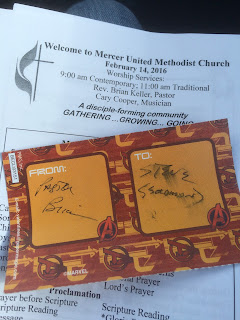 Welcome to Mercer United Methodist Church
February 14, 2016
Worship Services:
9:00 am Contemporary; 11:00 am Traditional
Rev. Brian Keller, Pastor
Cary Cooper, Musician
A disciple-forming community
GATHERING ...GROWING... GOING
FROM:
Pastor
Brian
TO:
STEVE
MARVEL
Lord's Prayer
Proclamation
Prayer before Scripture
Scripture Reading
Scripture Reading